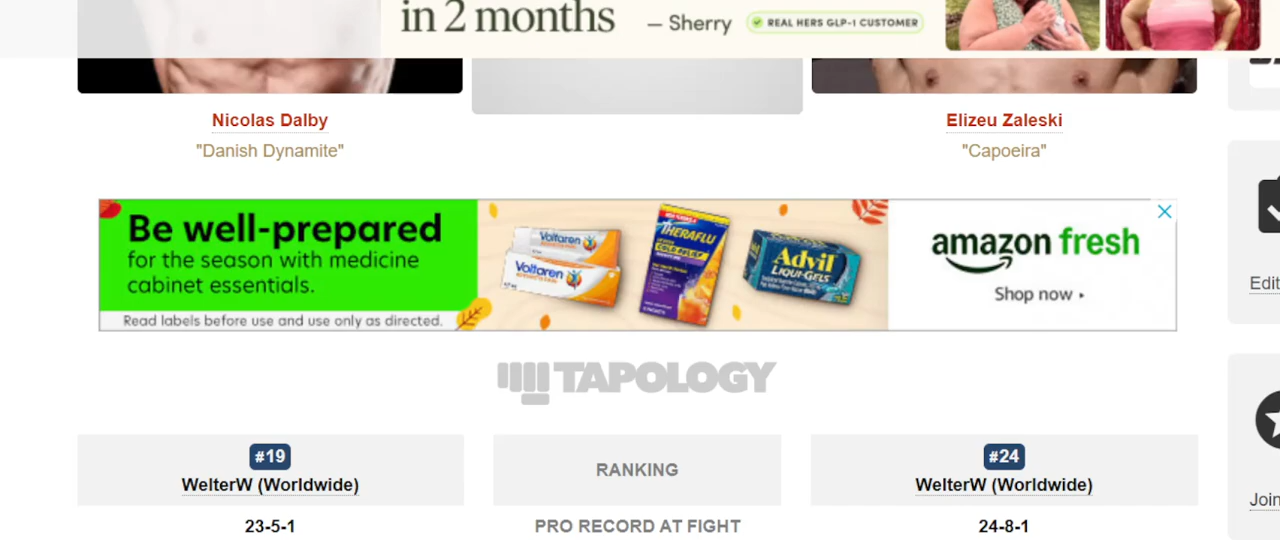 in 2 months
— Sherry
REAL HERS GLP-1 CUSTOMER
Nicolas Dalby
"Danish Dynamite"
Elizeu Zaleski
"Capoeira"
Be well-prepared
for the season with medicine
cabinet essentials.
Read labels before use and use only as directed.
Voltaren
Voltaren
THERAFLU
Advil
LIQUI-GELS
amazon fresh
Shop now
TAPOLOGY
#19
WelterW (Worldwide)
RANKING
#24
WelterW (Worldwide)
23-5-1
PRO RECORD AT FIGHT
24-8-1
Edit
Join